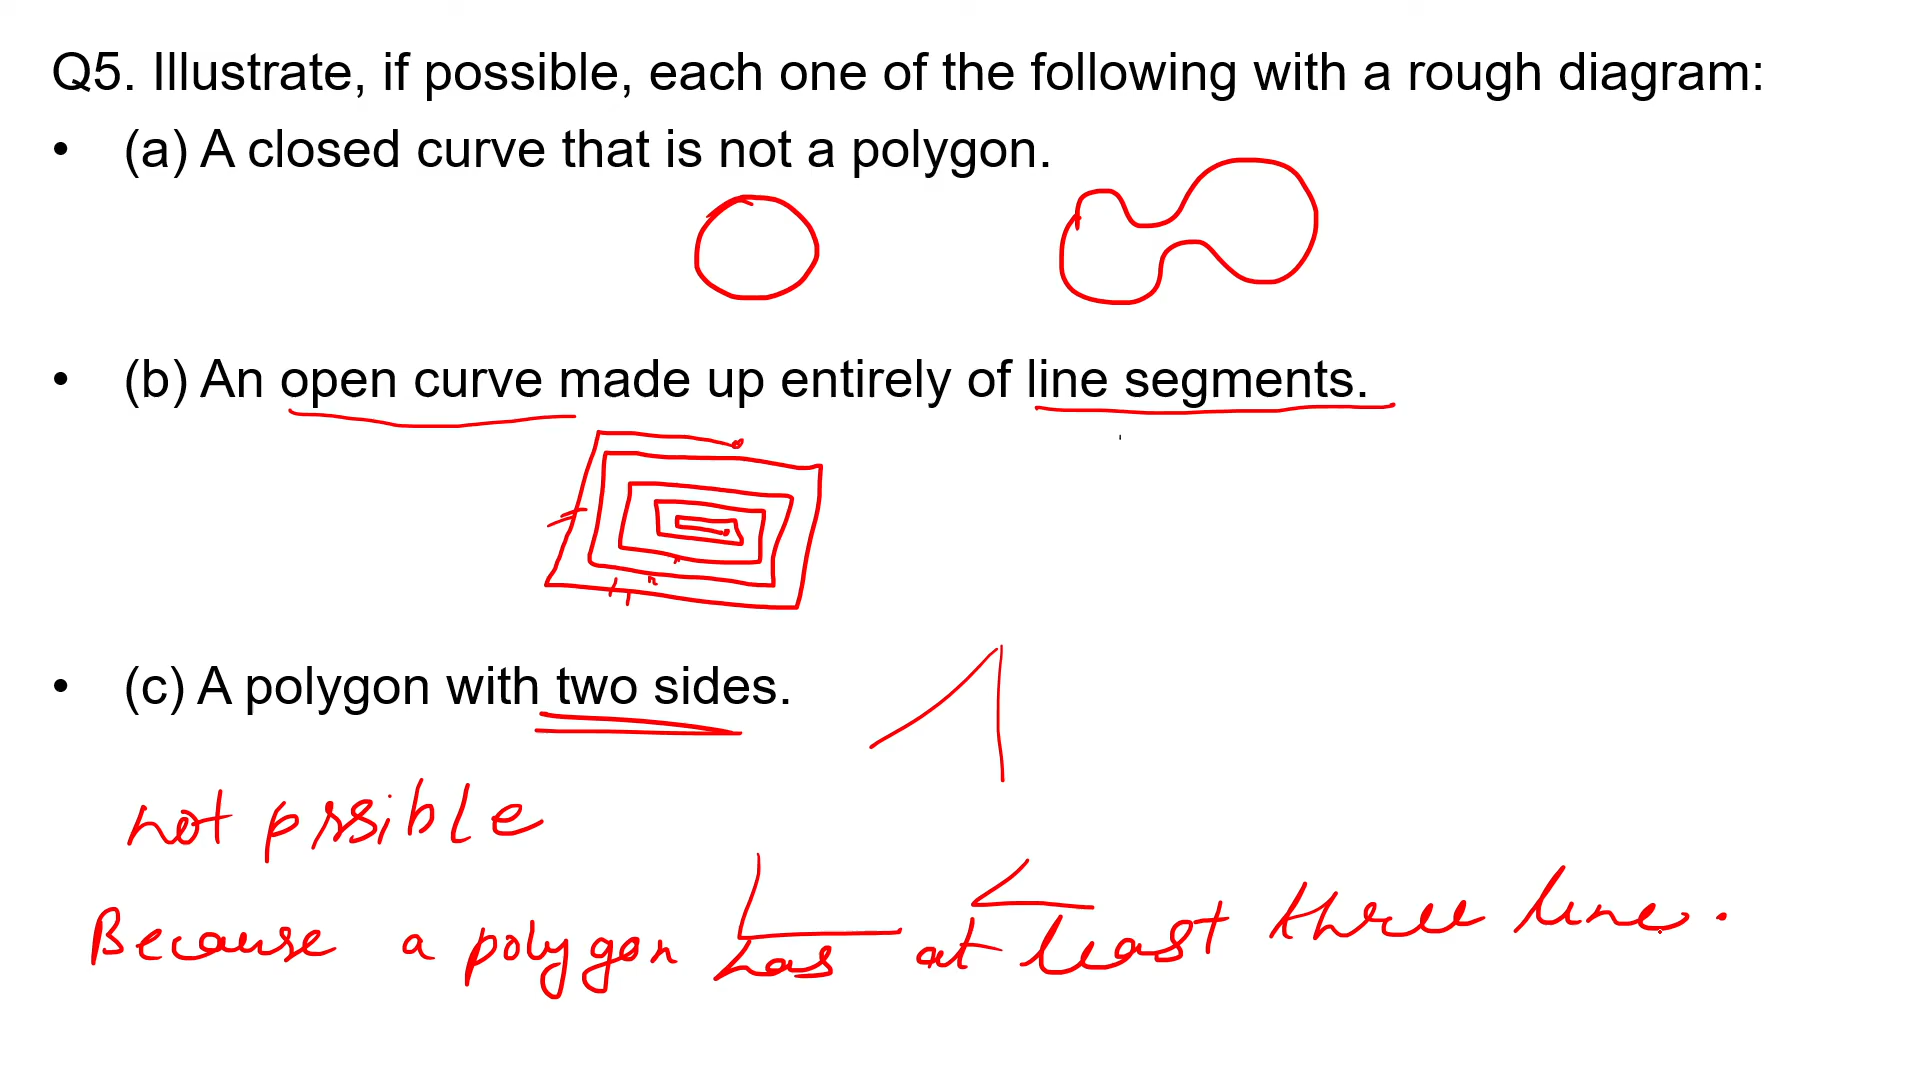 Q5. Illustrate, if possible, each one of the following with a rough diagram:
• (a) A closed curve that is not a polygon.
• (b) An open curve made up entirely of line segments.
• (c) A polygon with two sides.
not pssible
Because a polygon has at least three line.